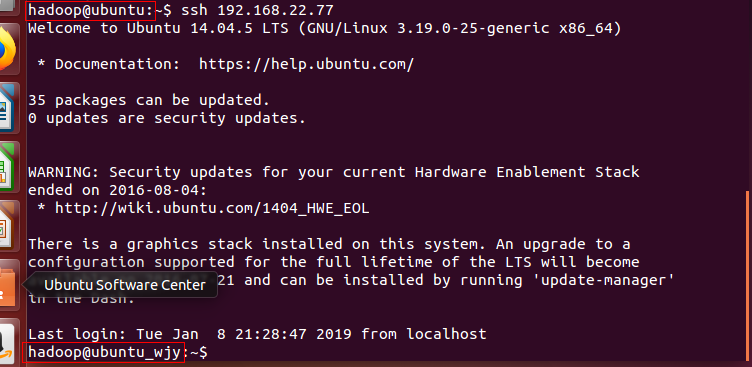 hadoop@ubuntu:~$ ssh 192.168.22.77
Welcome to Ubuntu 14.04.5 LTS (GNU/Linux 3.19.0-25-generic x86_64)
* Documentation:  https://help.ubuntu.com/
35 packages can be updated.
0 updates are security updates.
WARNING: Security updates for your current Hardware Enablement Stack
ended on 2016-08-04:
* http://wiki.ubuntu.com/1404_HWE_EOL
There is a graphics stack installed on this system. An upgrade to a
configuration supported for the full lifetime of the LTS will become
21 and can be installed by running 'update-manager'
Ubuntu Software Center
in the Dash.
Last login: Tue Jan  8 21:28:47 2019 from localhost
hadoop@ubuntu_wjy:~$